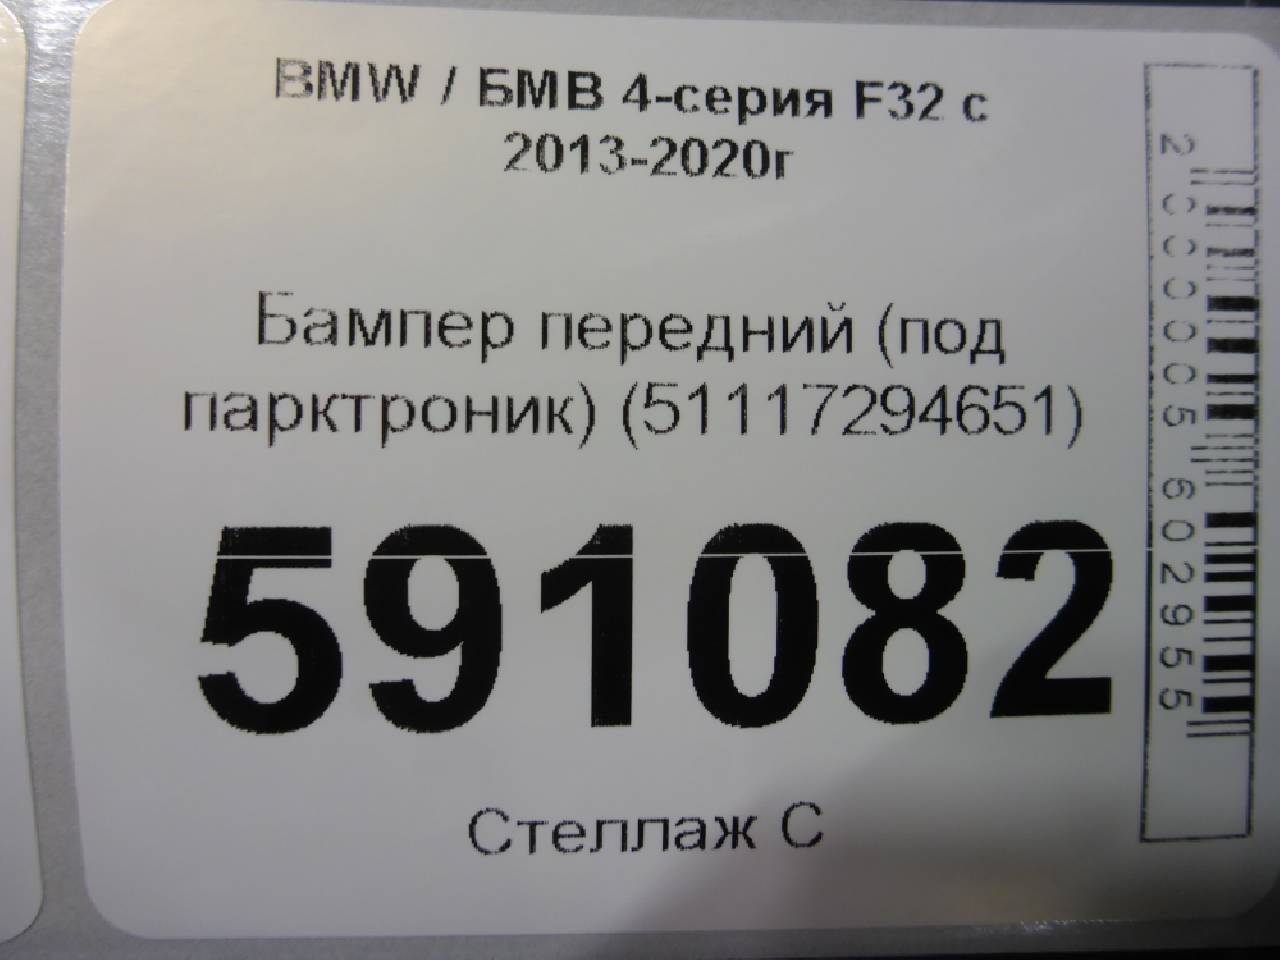 BMW / БМВ 4-серия F32 с
2013-2020г
Бампер передний (под
парктроник) (51117294651)
591082
Стеллаж С
2000005602955